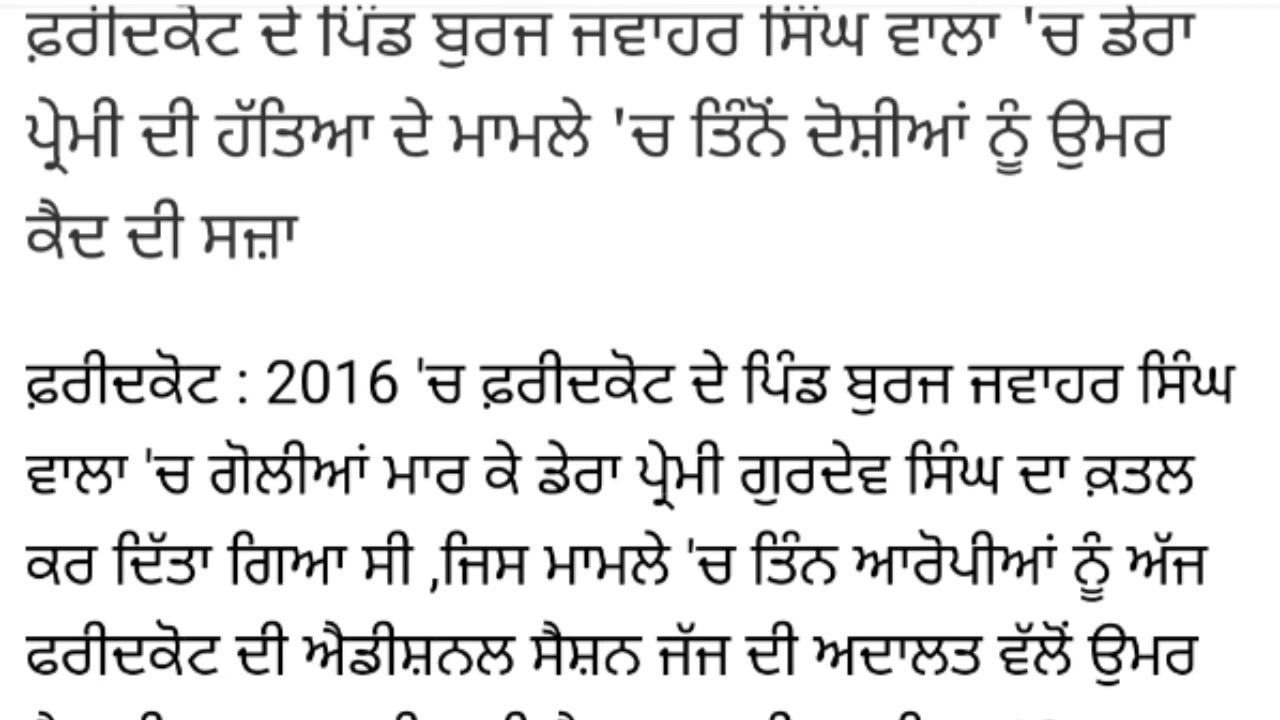 ਫ਼ਰੀਦਕੋਟ ਦੇ ਪਿੰਡ ਬੁਰਜ ਜਵਾਹਰ ਸਿੰਘ ਵਾਲਾ 'ਚ ਡੇਰਾ
ਪ੍ਰੇਮੀ ਦੀ ਹੱਤਿਆ ਦੇ ਮਾਮਲੇ 'ਚ ਤਿੰਨੋਂ ਦੋਸ਼ੀਆਂ ਨੂੰ ਉਮਰ
ਕੈਦ ਦੀ ਸਜ਼ਾ
ਫ਼ਰੀਦਕੋਟ : 2016 'ਚ ਫ਼ਰੀਦਕੋਟ ਦੇ ਪਿੰਡ ਬੁਰਜ ਜਵਾਹਰ ਸਿੰਘ
ਵਾਲਾ 'ਚ ਗੋਲੀਆਂ ਮਾਰ ਕੇ ਡੇਰਾ ਪ੍ਰੇਮੀ ਗੁਰਦੇਵ ਸਿੰਘ ਦਾ ਕ਼ਤਲ
ਕਰ ਦਿੱਤਾ ਗਿਆ ਸੀ ,ਜਿਸ ਮਾਮਲੇ 'ਚ ਤਿੰਨ ਆਰੋਪੀਆਂ ਨੂੰ ਅੱਜ
ਫਰੀਦਕੋਟ ਦੀ ਐਡੀਸ਼ਨਲ ਸੈਸ਼ਨ ਜੱਜ ਦੀ ਅਦਾਲਤ ਵੱਲੋਂ ਉਮਰ